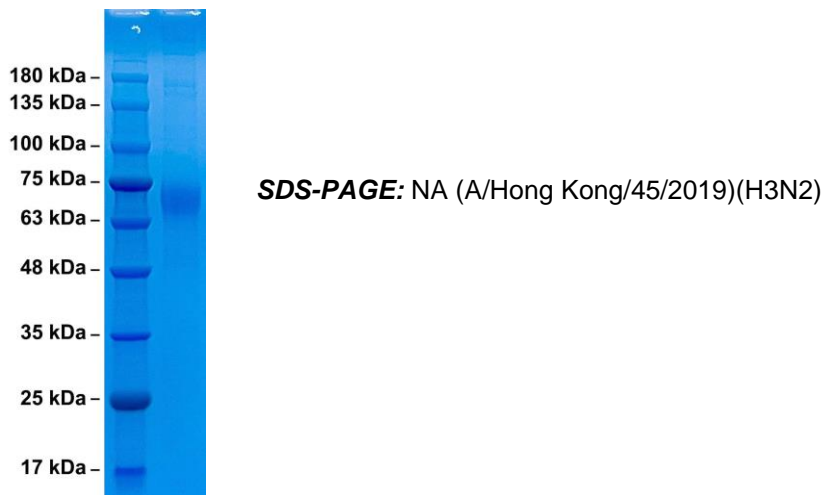 180 kDa –
135 kDa –
100 kDa –
75 kDa –
SDS-PAGE: NA (A/Hong Kong/45/2019)(H3N2)
63 kDa –
48 kDa –
35 kDa –
25 kDa –
17 kDa –